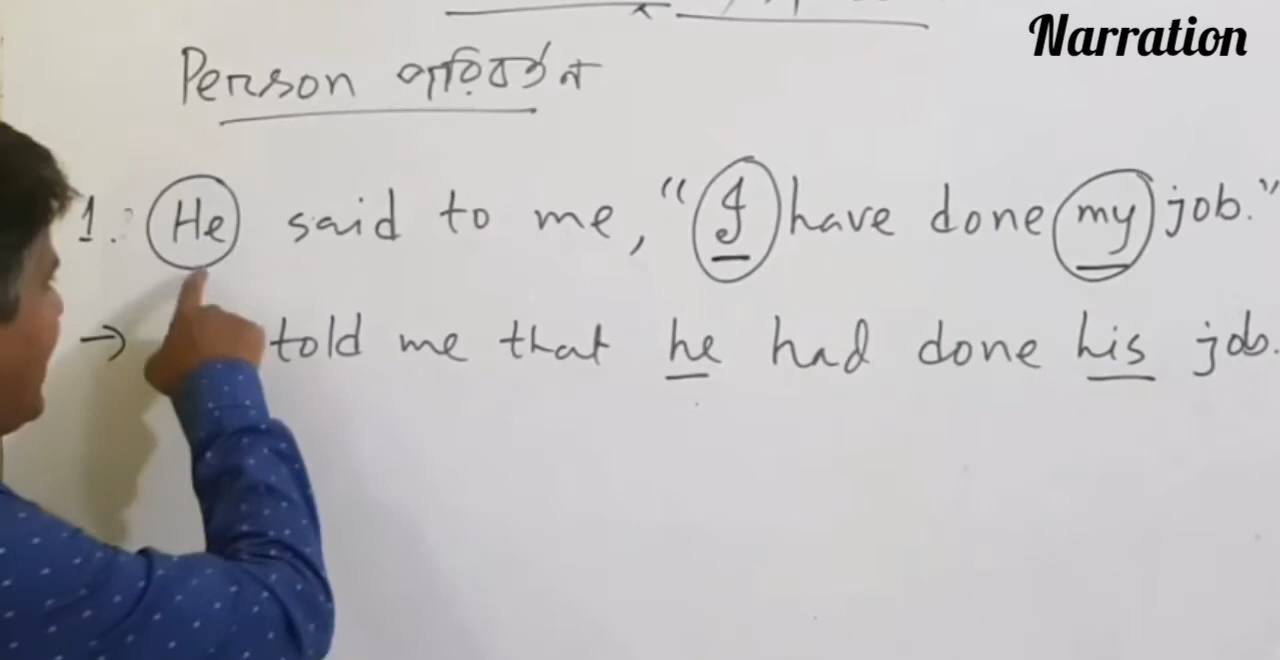 Narration
Person পরিবর্তন
1. He said to me, “I have done my job.”
→ told me that he had done his job.